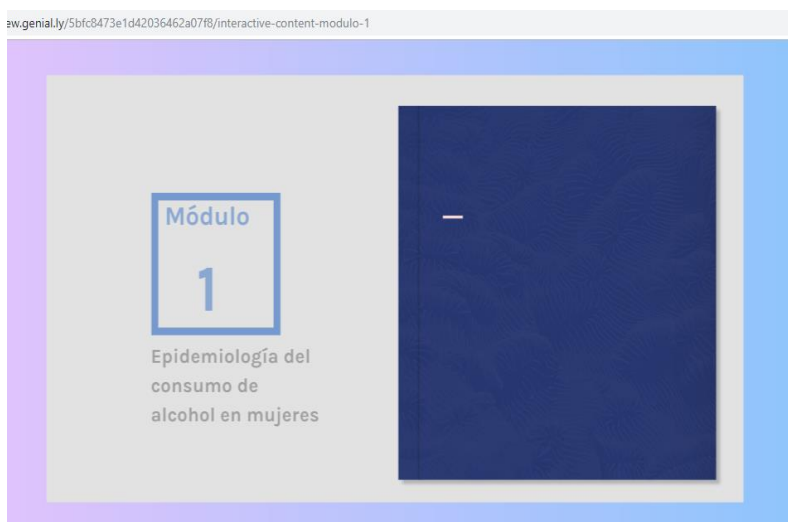 ew.genial.ly/5bfc8473e1d42036462a07f8/interactive-content-modulo-1
Módulo
1
Epidemiología del
consumo de
alcohol en mujeres